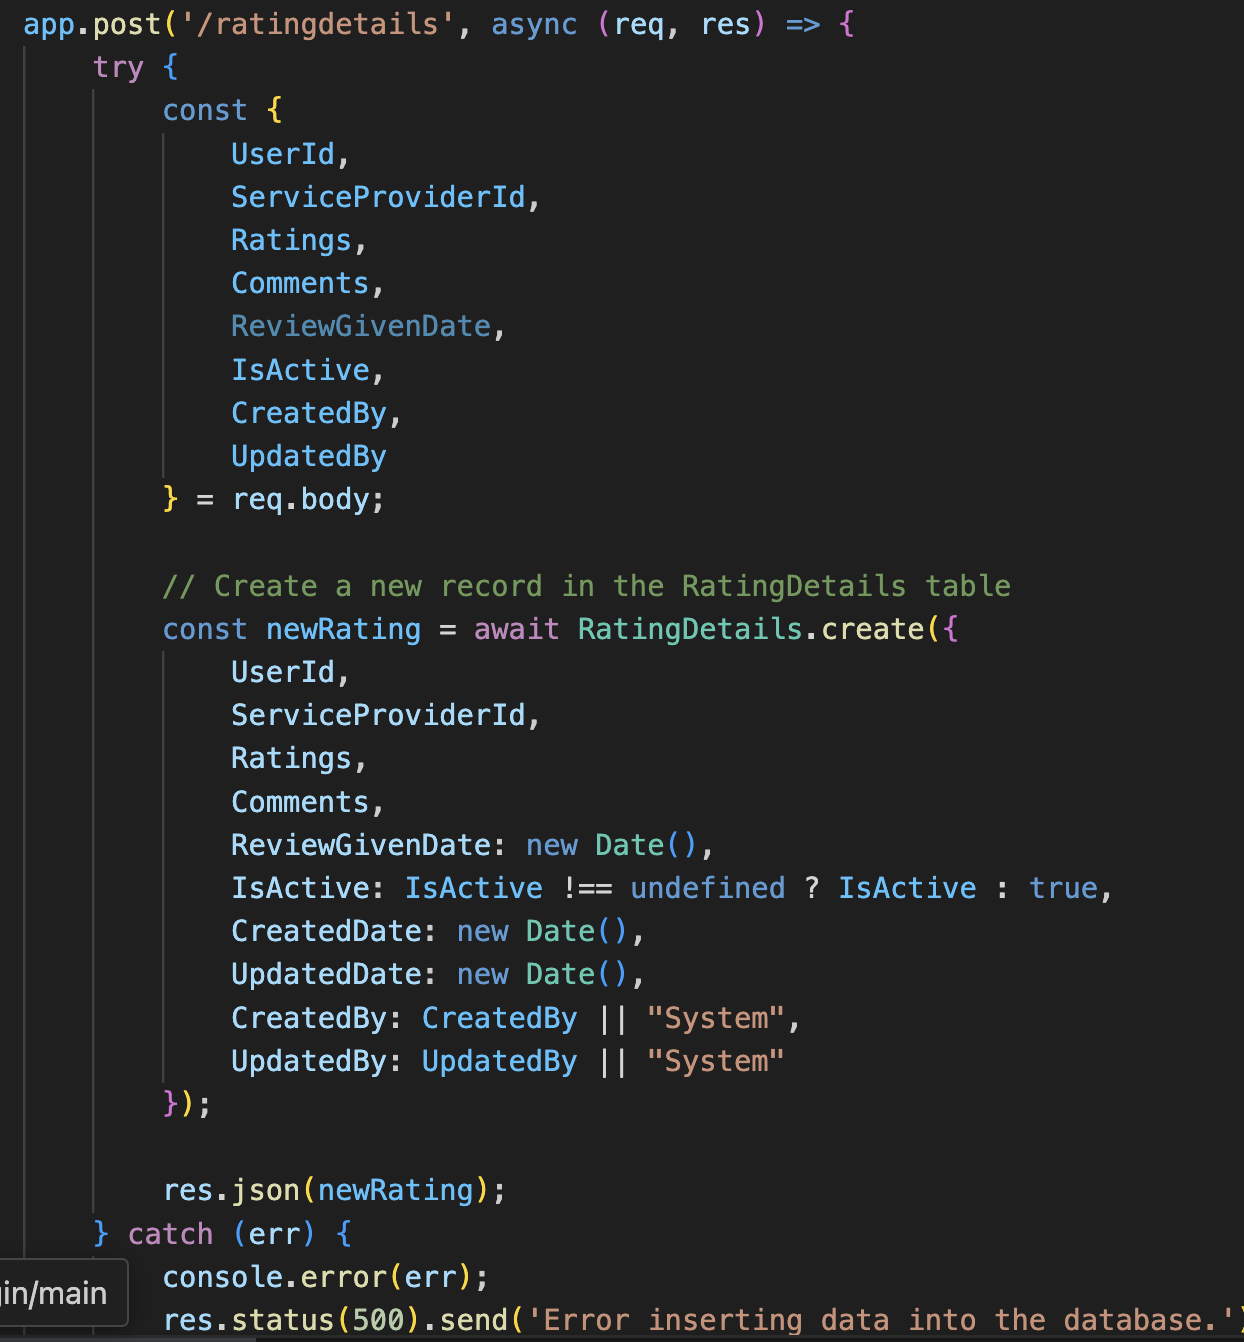 app.post('/ratingdetails', async (req, res) => {
    try {
        const {
            UserId,
            ServiceProviderId,
            Ratings,
            Comments,
            ReviewGivenDate,
            IsActive,
            CreatedBy,
            UpdatedBy
        } = req.body;

        // Create a new record in the RatingDetails table
        const newRating = await RatingDetails.create({
            UserId,
            ServiceProviderId,
            Ratings,
            Comments,
            ReviewGivenDate: new Date(),
            IsActive: IsActive !== undefined ? IsActive : true,
            CreatedDate: new Date(),
            UpdatedDate: new Date(),
            CreatedBy: CreatedBy || "System",
            UpdatedBy: UpdatedBy || "System"
        });

        res.json(newRating);
    } catch (err) {
        console.error(err);
gin/main
        res.status(500).send('Error inserting data into the database.')